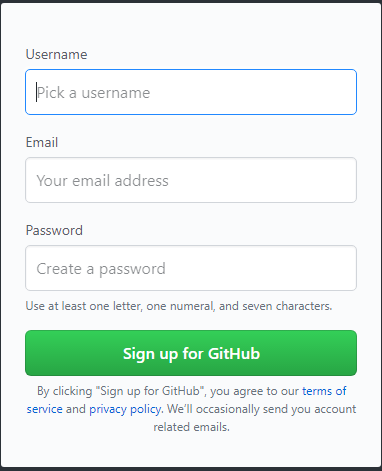 Username
Pick a username
Email
Your email address
Password
Create a password
Use at least one letter, one numeral, and seven characters.
Sign up for GitHub
By clicking "Sign up for GitHub", you agree to our terms of
service and privacy policy. We'll occasionally send you account
related emails.